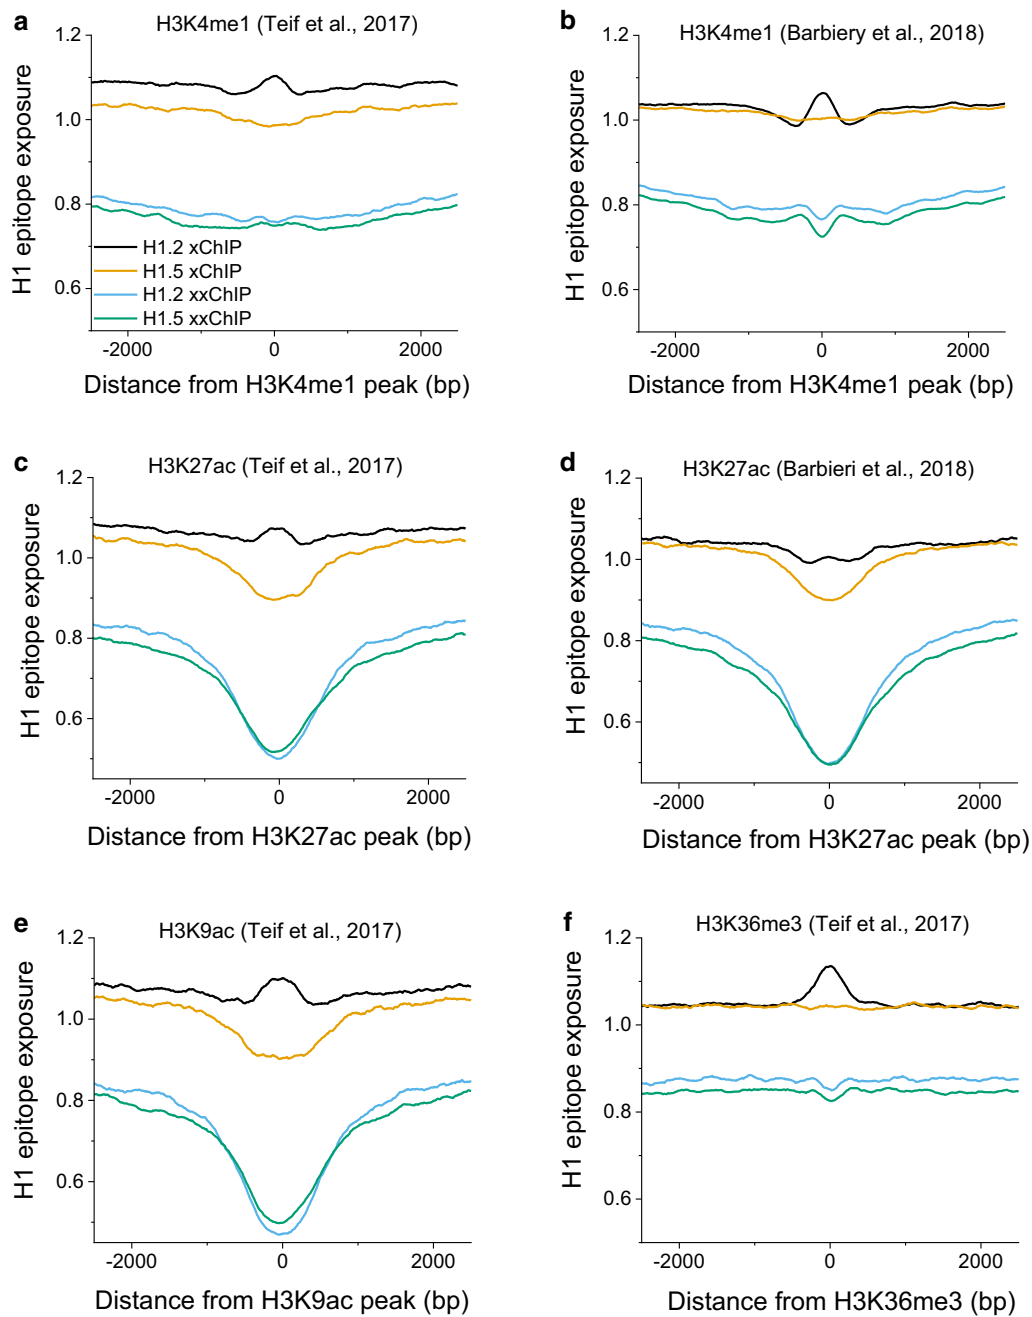 a
H3K4me1 (Teif et al., 2017)
1.2
1.0
0.8
0.6
H1 epitope exposure
H1.2 xChIP
H1.5 xChIP
H1.2 xxChIP
H1.5 xxChIP
-2000
0
2000
Distance from H3K4me1 peak (bp)
b
H3K4me1 (Barbiery et al., 2018)
1.2
1.0
0.8
0.6
H1 epitope exposure
-2000
0
2000
Distance from H3K4me1 peak (bp)
c
H3K27ac (Teif et al., 2017)
1.2
1.0
0.8
0.6
H1 epitope exposure
-2000
0
2000
Distance from H3K27ac peak (bp)
d
H3K27ac (Barbieri et al., 2018)
1.2
1.0
0.8
0.6
H1 epitope exposure
-2000
0
2000
Distance from H3K27ac peak (bp)
e
H3K9ac (Teif et al., 2017)
1.2
1.0
0.8
0.6
H1 epitope exposure
-2000
0
2000
Distance from H3K9ac peak (bp)
f
H3K36me3 (Teif et al., 2017)
1.2
1.0
0.8
0.6
H1 epitope exposure
-2000
0
2000
Distance from H3K36me3 (bp)